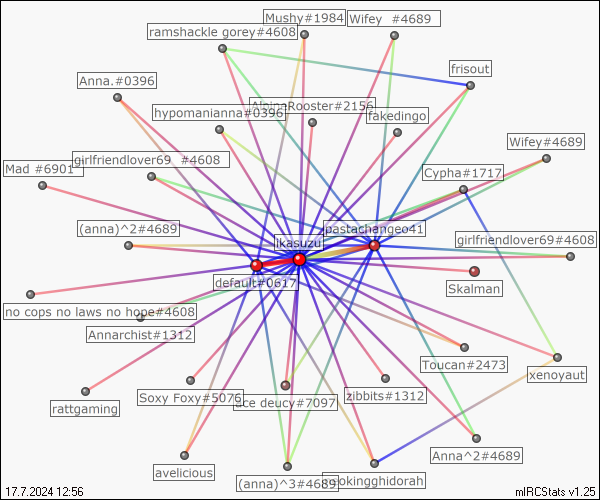 Mushy#1984
Wifey  #4689
ramshackle gorey#4608
frisout
Anna.#0396
AlpineRooster#2156
hypomanianna#0396
fakedingo
Wifey#4689
girlfriendlover69  #4608
Mad #6901
Cypha#1717
(anna)^2#4689
pastachangeo41
girlfriendlover69#4608
ikasuzu
default#0617
Skalman
no cops no laws no hope#4608
Annarchist#1312
Toucan#2473
xenoyaut
Soxy Foxy#5076
ace deucy#7097
zibbits#1312
rattgaming
Anna^2#4689
avelicious
(anna)^3#4689
smokingghidorah
17.7.2024 12:56
mIRCStats v1.25